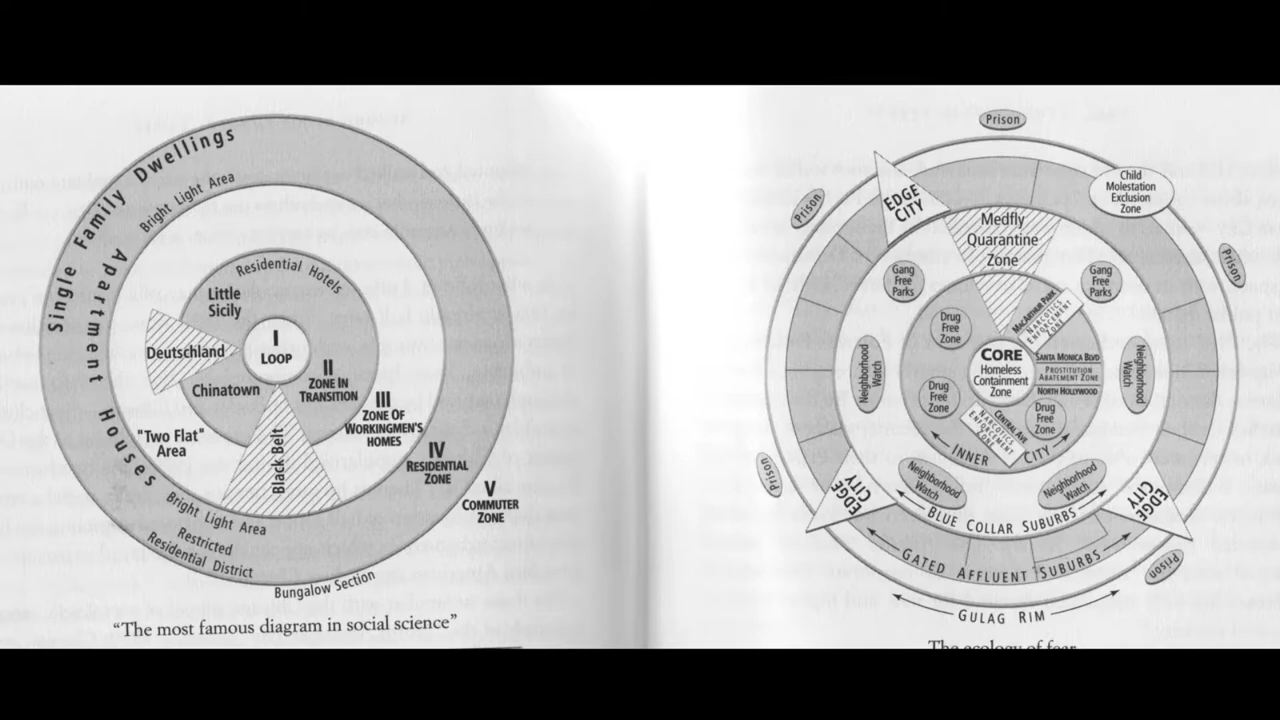 Single Family Dwellings
Apartment Houses
Bright Light Area
Residential Hotels
Little
Sicily
I
LOOP
Deutschland
Chinatown
II
ZONE IN
TRANSITION
III
ZONE OF
WORKINGMEN'S
HOMES
"Two Flat"
Area
Black Belt
IV
RESIDENTIAL
ZONE
V
COMMUTER
ZONE
Bright Light Area
Restricted
Residential District
Bungalow Section
"The most famous diagram in social science"
Prison
Prison
EDGE
CITY
Child
Molestation
Exclusion
Zone
Medfly
Quarantine
Zone
Prison
Gang
Free
Parks
Gang
Free
Parks
MACARTHUR PARK
NARCOTICS
ENFORCEMENT
ZONE
Drug
Free
Zone
Neighborhood
Watch
CORE
Homeless
Containment
Zone
SANTA MONICA BLVD
PROSTITUTION
ABATEMENT ZONE
NORTH HOLLYWOOD
Neighborhood
Watch
Drug
Free
Zone
CENTRAL AVE
NARCOTICS
ENFORCEMENT
ZONE
Drug
Free
Zone
INNER CITY
Prison
EDGE
CITY
Neighborhood
Watch
Neighborhood
Watch
EDGE
CITY
BLUE COLLAR SUBURBS
GATED AFFLUENT SUBURBS
Prison
GULAG RIM
The ecology of fear